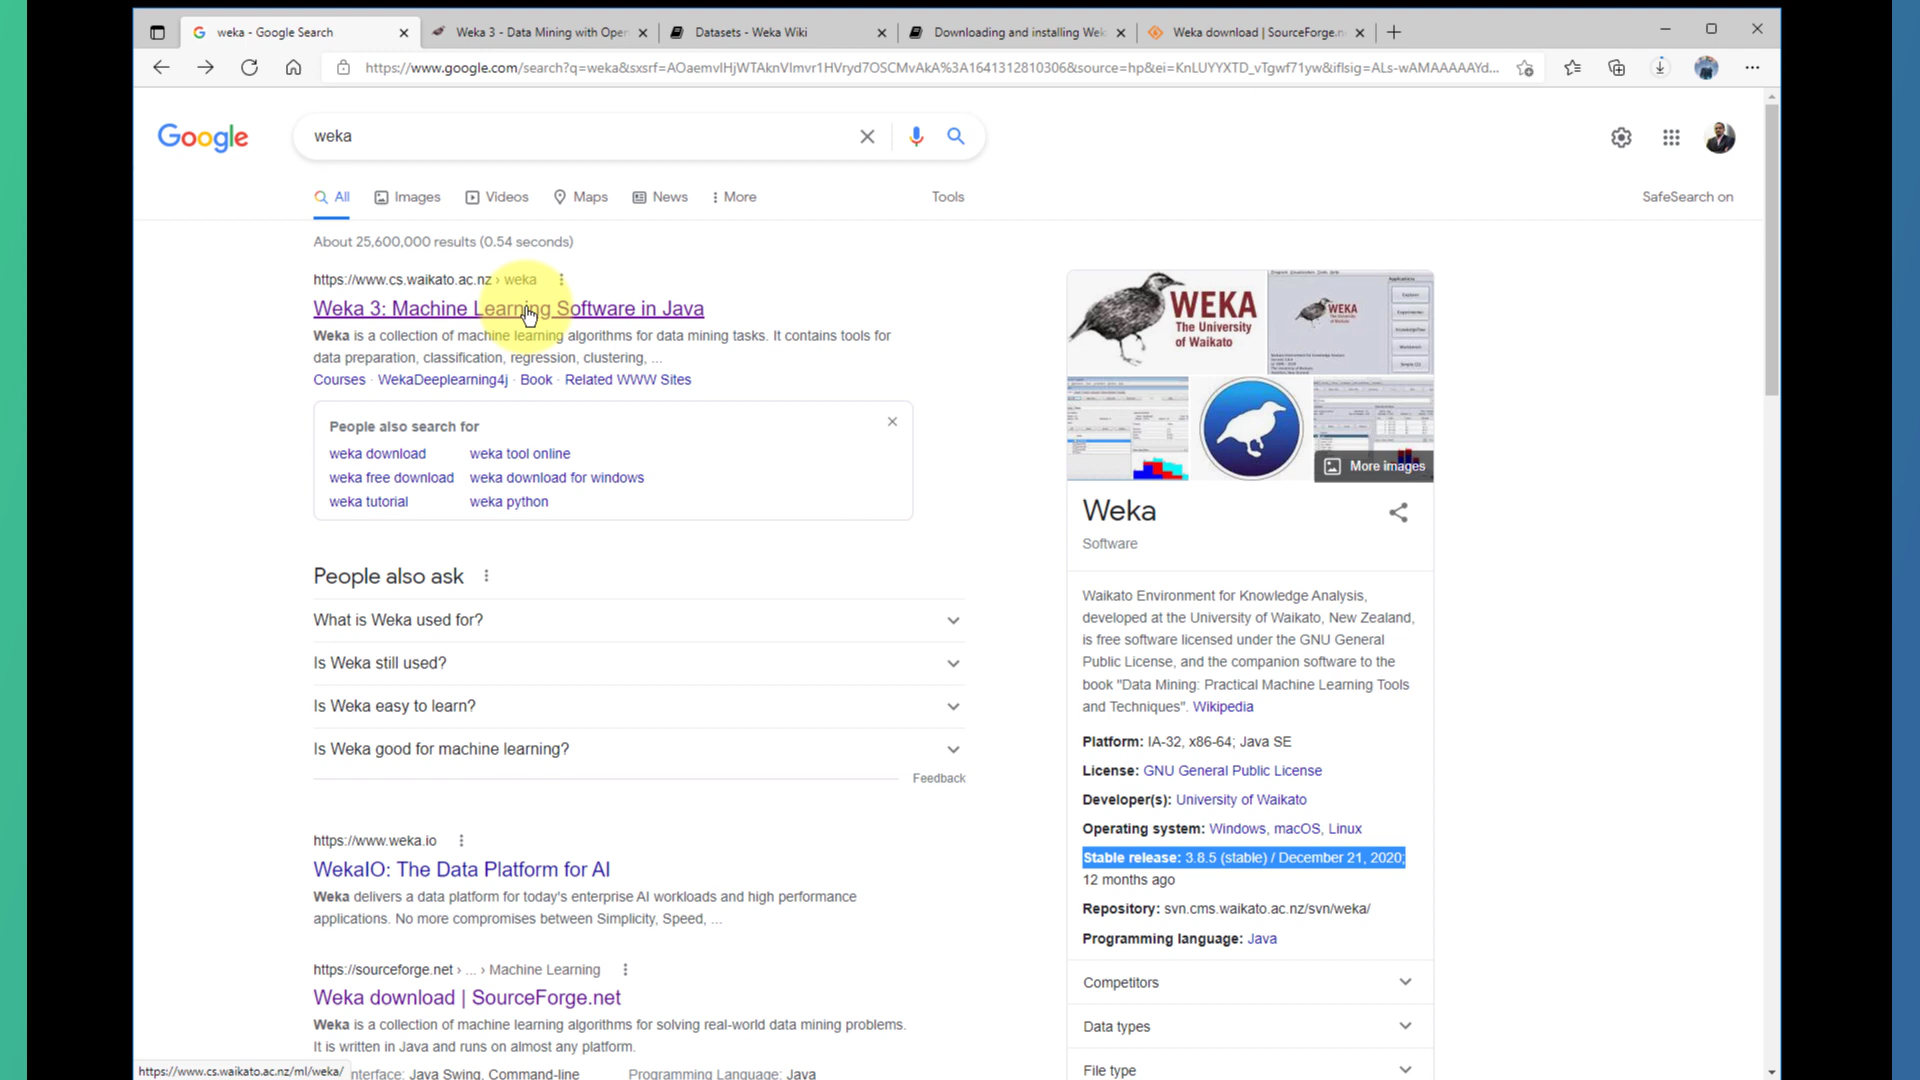 weka - Google Search
Weka 3 - Data Mining with Oper
Datasets - Weka Wiki
Downloading and installing Wek
Weka download | SourceForge.n
https://www.google.com/search?q=weka&sxsrf=AOaemvIHjWTAknVImvr1HVryd7OSCMvAkA%3A1641312810306&source=hp&ei=KnLUYYXTD_vTgwf71yw&iflsig=ALs-wAMAAAAAYd...
Google
weka
All
Images
Videos
Maps
News
More
Tools
SafeSearch on
About 25,600,000 results (0.54 seconds)
https://www.cs.waikato.ac.nz › weka
Weka 3: Machine Learning Software in Java
Weka is a collection of machine learning algorithms for data mining tasks. It contains tools for
data preparation, classification, regression, clustering, ...
Courses · WekaDeeplearning4j · Book · Related WWW Sites
People also search for
weka download
weka tool online
weka free download
weka download for windows
weka tutorial
weka python
People also ask
What is Weka used for?
Is Weka still used?
Is Weka easy to learn?
Is Weka good for machine learning?
Feedback
https://www.weka.io
WekaIO: The Data Platform for AI
Weka delivers a data platform for today's enterprise AI workloads and high performance
applications. No more compromises between Simplicity, Speed, ...
https://sourceforge.net › ... › Machine Learning
Weka download | SourceForge.net
Weka is a collection of machine learning algorithms for solving real-world data mining problems.
It is written in Java and runs on almost any platform.
nterface: Java Swing, Command-line
Programming Language: Java
https://www.cs.waikato.ac.nz/ml/weka/
WEKA
The University
of Waikato
WEKA
More images
Weka
Software
Waikato Environment for Knowledge Analysis,
developed at the University of Waikato, New Zealand,
is free software licensed under the GNU General
Public License, and the companion software to the
book "Data Mining: Practical Machine Learning Tools
and Techniques". Wikipedia
Platform: IA-32, x86-64; Java SE
License: GNU General Public License
Developer(s): University of Waikato
Operating system: Windows, macOS, Linux
Stable release: 3.8.5 (stable) / December 21, 2020;
12 months ago
Repository: svn.cms.waikato.ac.nz/svn/weka/
Programming language: Java
Competitors
Data types
File type